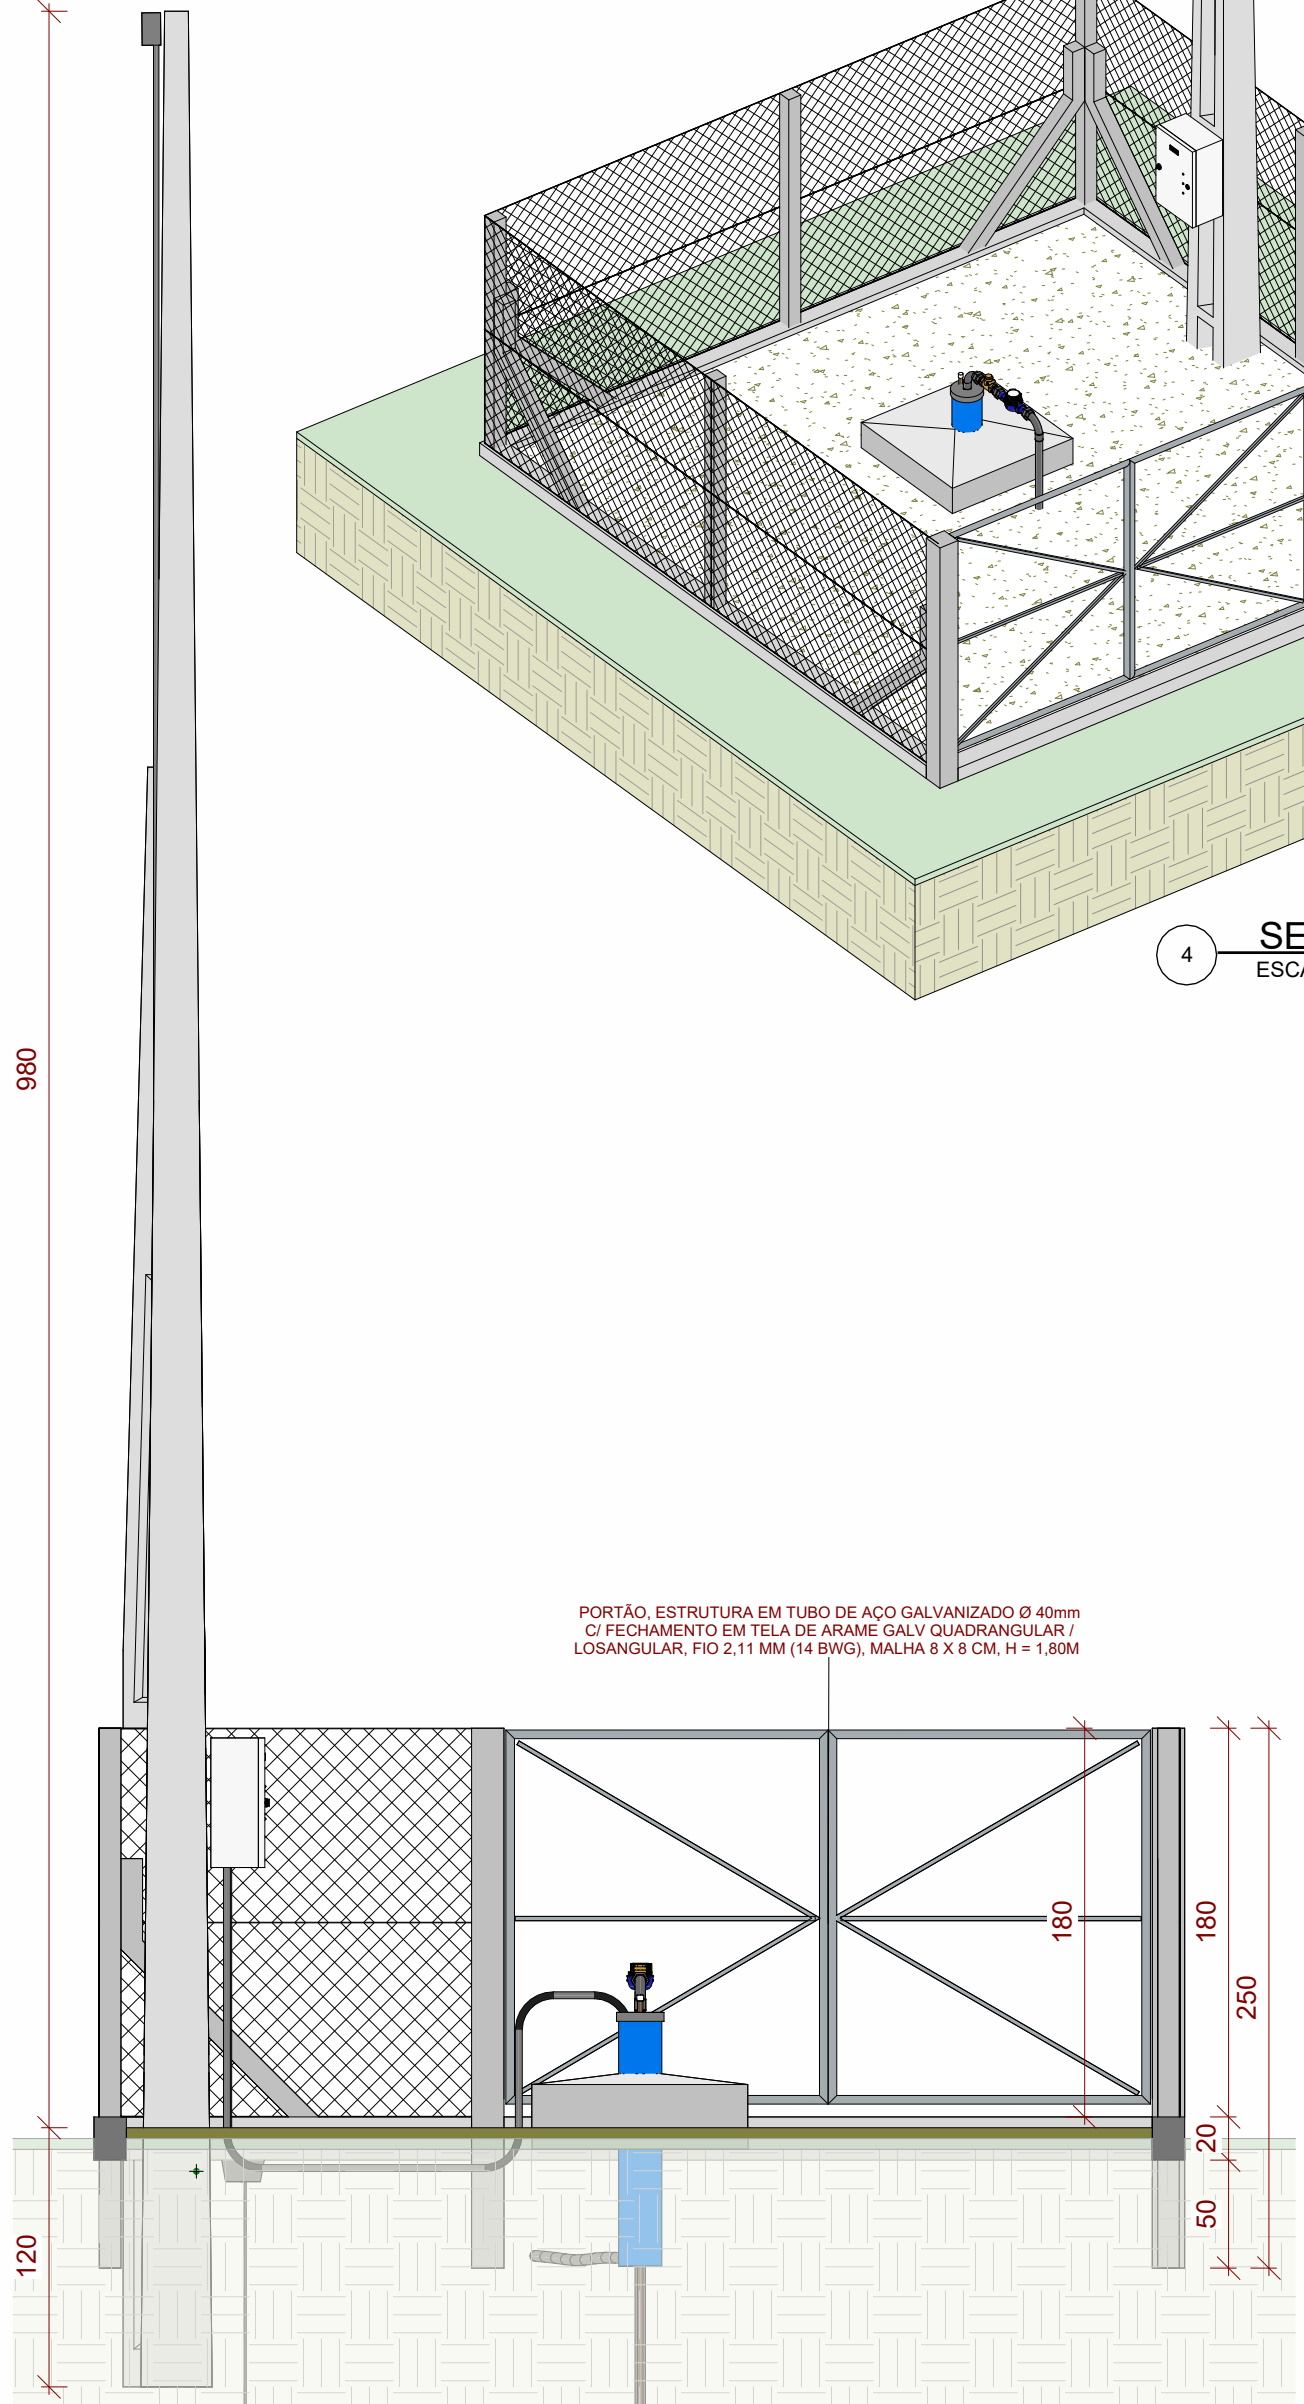 4
SE
ESCA
980
PORTÃO, ESTRUTURA EM TUBO DE AÇO GALVANIZADO Ø 40mm
C/ FECHAMENTO EM TELA DE ARAME GALV QUADRANGULAR /
LOSANGULAR, FIO 2,11 MM (14 BWG), MALHA 8 X 8 CM, H = 1,80M
180
180
250
20
50
120